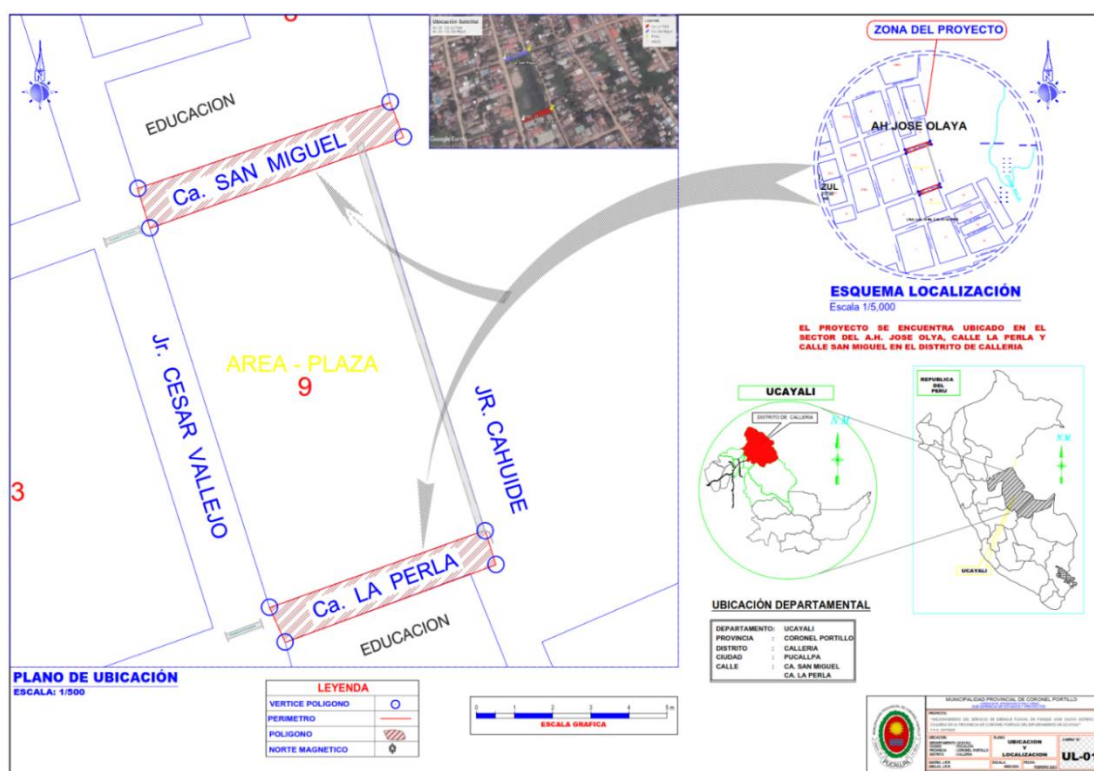 EDUCACION
Ca. SAN MIGUEL
Jr. CESAR VALLEJO
AREA - PLAZA
9
3
JR. CAHUIDE
Ca. LA PERLA
EDUCACION
Ubicación Satelital
Google Earth
ZONA DEL PROYECTO
AH JOSE OLAYA
ZUL
ESQUEMA LOCALIZACIÓN
Escala 1/5,000
EL PROYECTO SE ENCUENTRA UBICADO EN EL
SECTOR DEL A.H. JOSE OLYA, CALLE LA PERLA Y
CALLE SAN MIGUEL EN EL DISTRITO DE CALLERIA
UCAYALI
DISTRITO DE CALLERIA
N.M.
REPUBLICA
DEL
PERU
N.M.
UCAYALI
UBICACIÓN DEPARTAMENTAL
DEPARTAMENTO: UCAYALI
PROVINCIA : CORONEL PORTILLO
DISTRITO : CALLERIA
CIUDAD : PUCALLPA
CALLE : CA. SAN MIGUEL
CA. LA PERLA
PLANO DE UBICACIÓN
ESCALA: 1/500
LEYENDA
VERTICE POLIGONO
PERIMETRO
POLIGONO
NORTE MAGNETICO
0 1 2 3 4 5 m
ESCALA GRAFICA
MUNICIPALIDAD PROVINCIAL DE CORONEL PORTILLO
PUCALLPA
UBICACION
Y
LOCALIZACION
UL-01